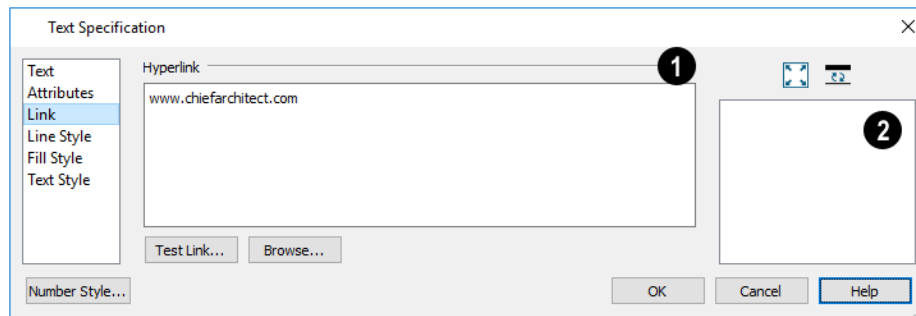 Text Specification
Text
Attributes
Link
Line Style
Fill Style
Text Style
Hyperlink
1
www.chiefarchitect.com
2
Test Link...
Browse...
Number Style...
OK
Cancel
Help